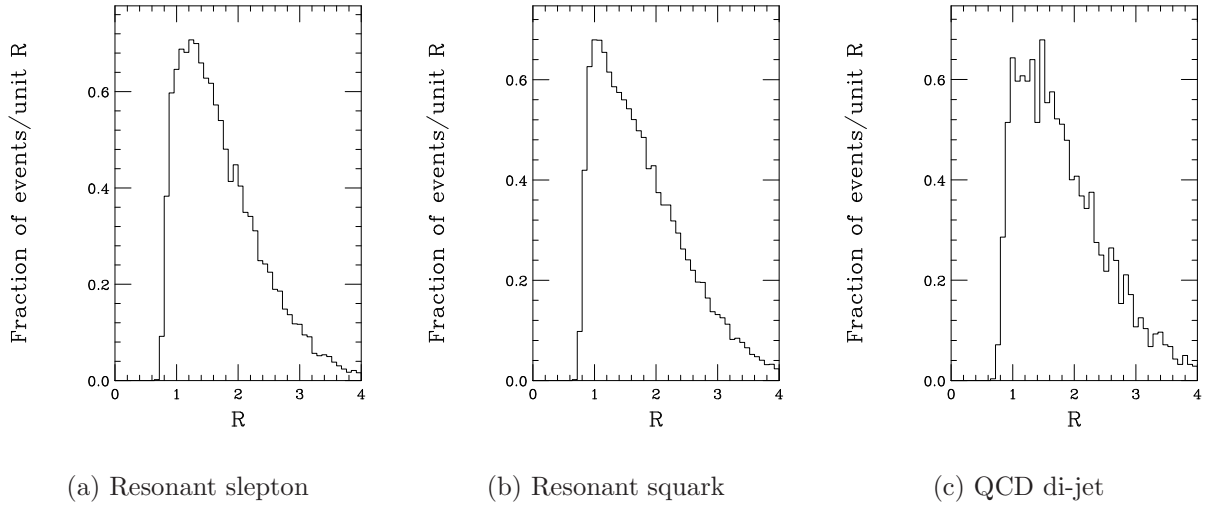 Fraction of events/unit R
0.6
0.4
0.2
0.0
0 1 2 3 4
R
(a) Resonant slepton
Fraction of events/unit R
0.6
0.4
0.2
0.0
0 1 2 3 4
R
(b) Resonant squark
Fraction of events/unit R
0.6
0.4
0.2
0.0
0 1 2 3 4
R
(c) QCD di-jet